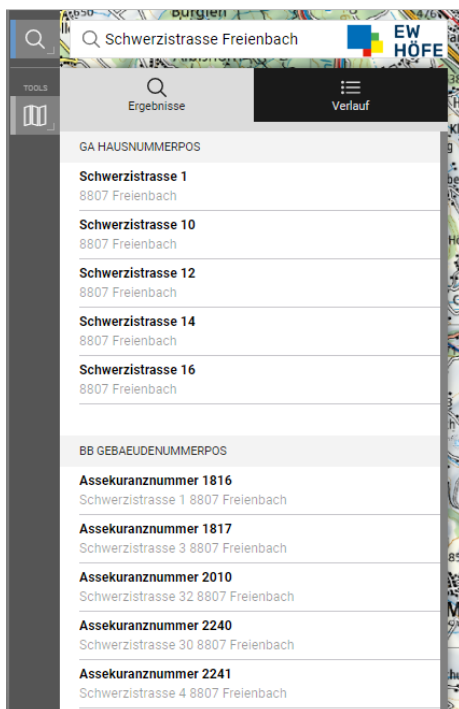 Burglen
Schwerzistrasse Freienbach
EW
HÖFE
TOOLS
Ergebnisse
Verlauf
GA HAUSNUMMERPOS
Schwerzistrasse 1
8807 Freienbach
Schwerzistrasse 10
8807 Freienbach
Schwerzistrasse 12
8807 Freienbach
Schwerzistrasse 14
8807 Freienbach
Schwerzistrasse 16
8807 Freienbach
BB GEBAEUDENUMMERPOS
Assekuranznummer 1816
Schwerzistrasse 1 8807 Freienbach
Assekuranznummer 1817
Schwerzistrasse 3 8807 Freienbach
Assekuranznummer 2010
Schwerzistrasse 32 8807 Freienbach
Assekuranznummer 2240
Schwerzistrasse 30 8807 Freienbach
Assekuranznummer 2241
Schwerzistrasse 4 8807 Freienbach